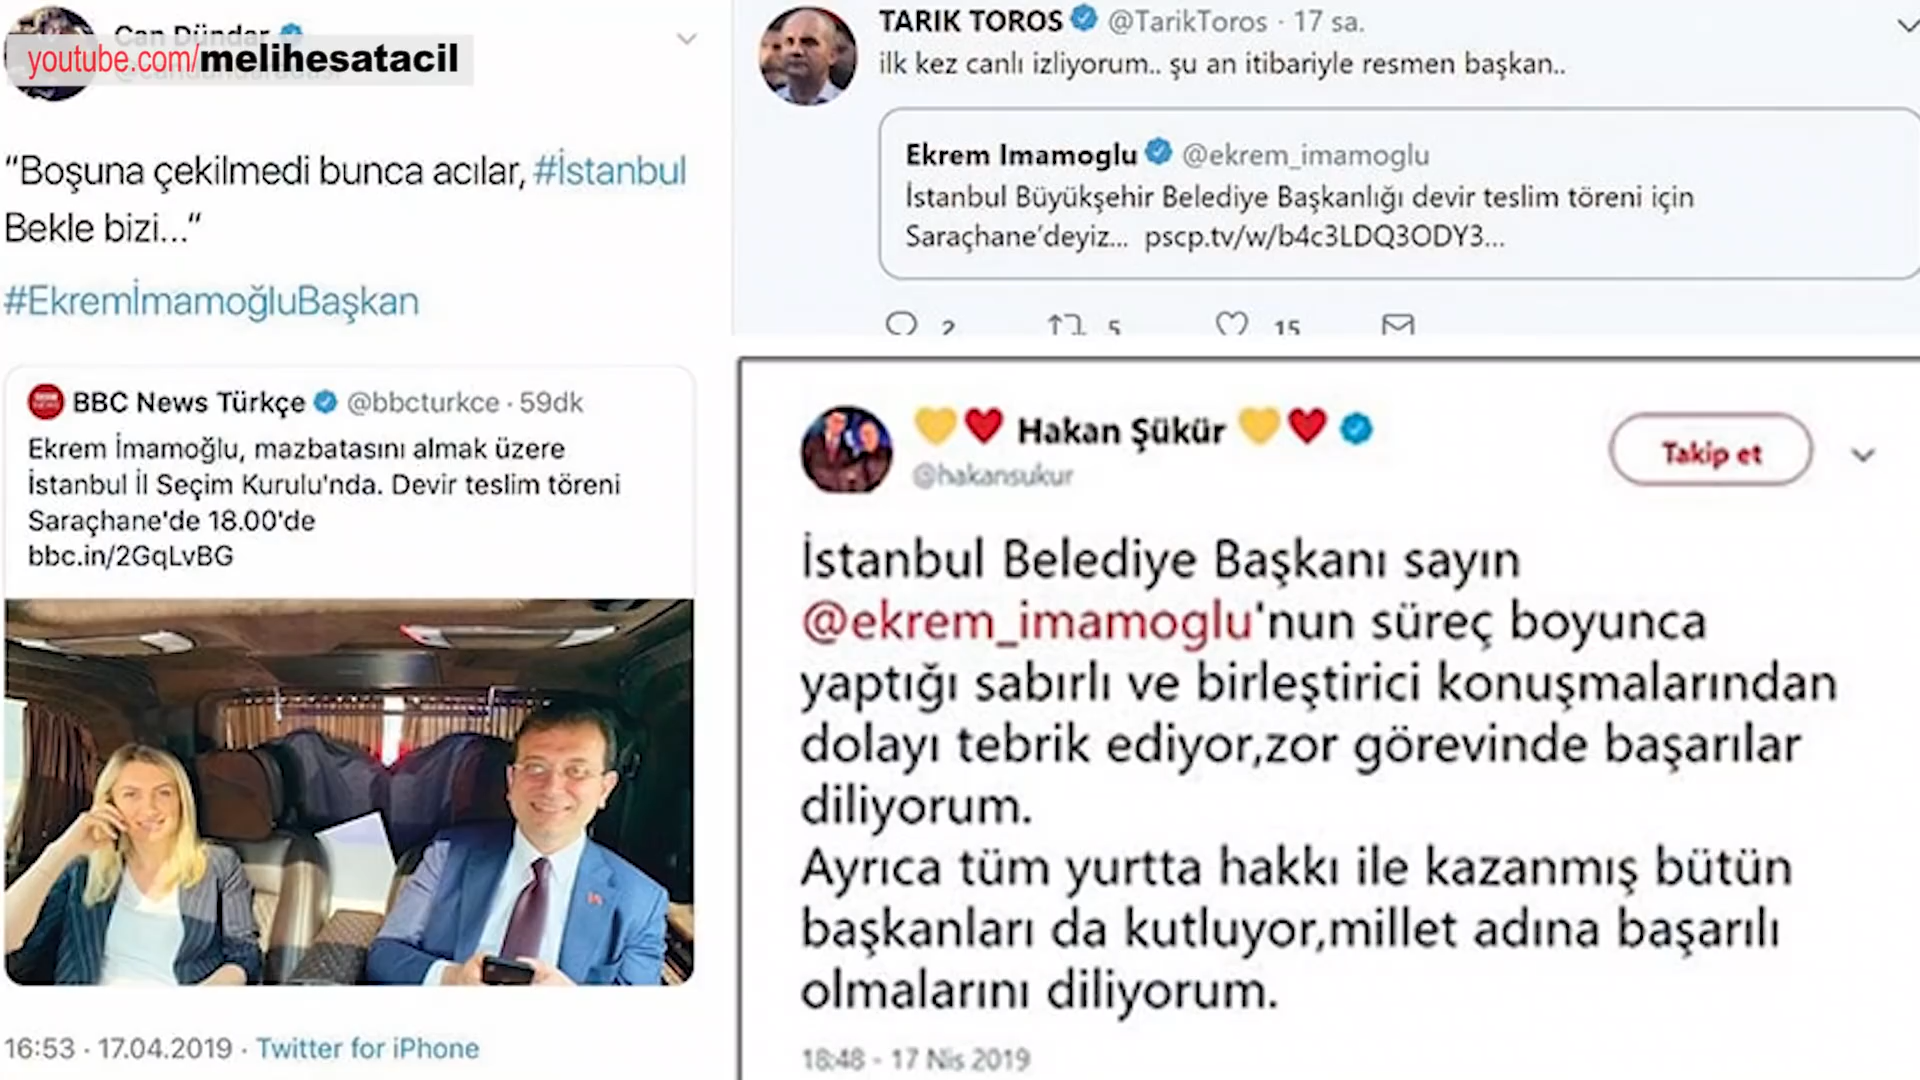 Can Dündar
youtube.com/melihesatacil
“Boşuna çekilmedi bunca acılar, #İstanbul
Bekle bizi...“
#EkremİmamoğluBaşkan
BBC News Türkçe @bbcturkce · 59dk
Ekrem İmamoğlu, mazbatasını almak üzere
İstanbul İl Seçim Kurulu'nda. Devir teslim töreni
Saraçhane'de 18.00'de
bbc.in/2GqLvBG
16:53 · 17.04.2019 · Twitter for iPhone
TARIK TOROS @TarikToros · 17 sa.
ilk kez canlı izliyorum.. şu an itibariyle resmen başkan..
Ekrem Imamoglu @ekrem_imamoglu
İstanbul Büyükşehir Belediye Başkanlığı devir teslim töreni için
Saraçhane’deyiz... pscp.tv/w/b4c3LDQ3ODY3...
2 5 15
Hakan Şükür
Takip et
@hakansukur
İstanbul Belediye Başkanı sayın
@ekrem_imamoglu'nun süreç boyunca
yaptığı sabırlı ve birleştirici konuşmalarından
dolayı tebrik ediyor,zor görevinde başarılar
diliyorum.
Ayrıca tüm yurtta hakkı ile kazanmış bütün
başkanları da kutluyor,millet adına başarılı
olmalarını diliyorum.
18:48 - 17 Nis 2019